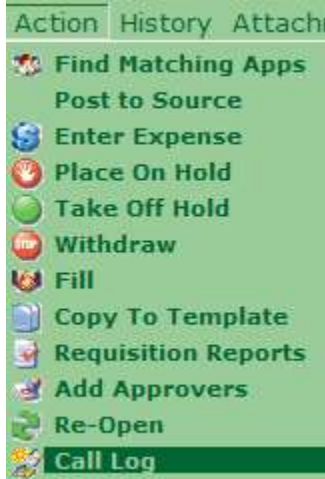 Action History Attach
Find Matching Apps
Post to Source
Enter Expense
Place On Hold
Take Off Hold
STOP Withdraw
Fill
Copy To Template
Requisition Reports
Add Approvers
Re-Open
Call Log